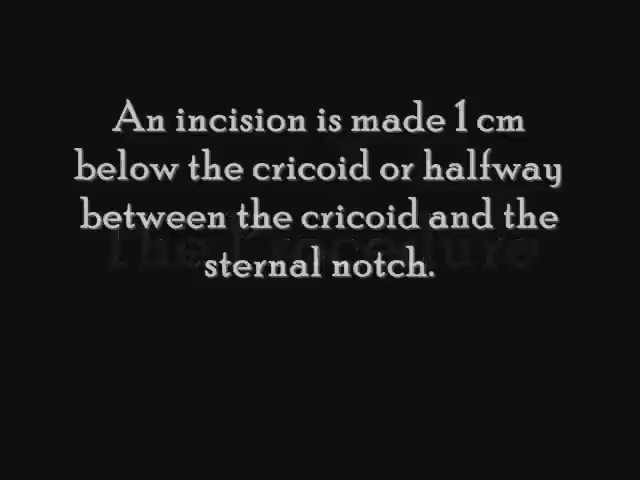 An incision is made 1 cm
below the cricoid or halfway
between the cricoid and the
The Procedure
sternal notch.